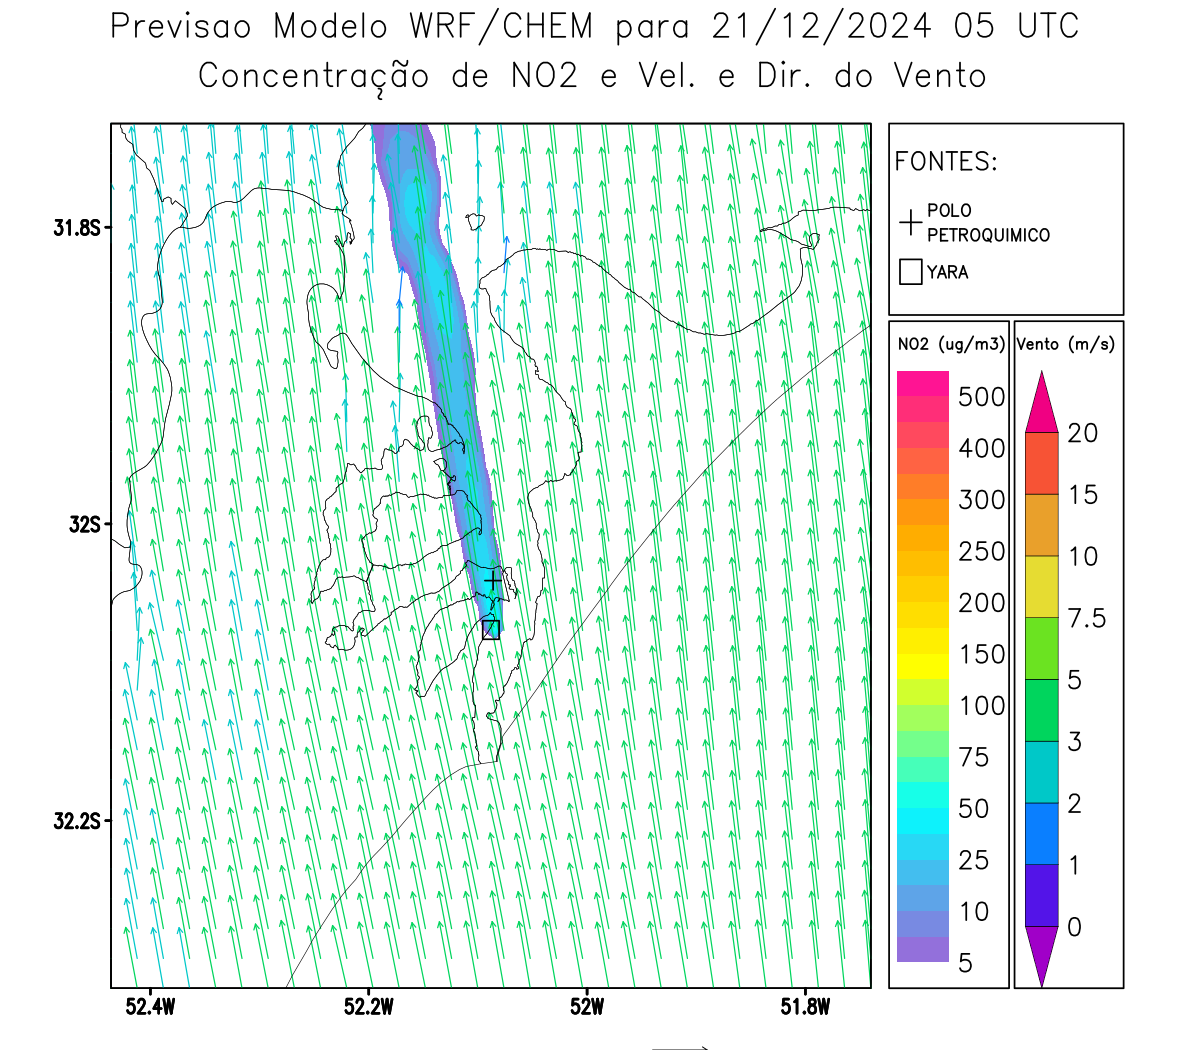 Previsao Modelo WRF/CHEM para 21/12/2024 05 UTC
Concentração de NO2 e Vel. e Dir. do Vento
FONTES:
POLO
PETROQUIMICO
YARA
NO2 (ug/m3)
500
400
300
250
200
150
100
75
50
25
10
5
Vento (m/s)
20
15
10
7.5
5
3
2
1
0
31.8S
32S
32.2S
52.4W
52.2W
52W
51.8W